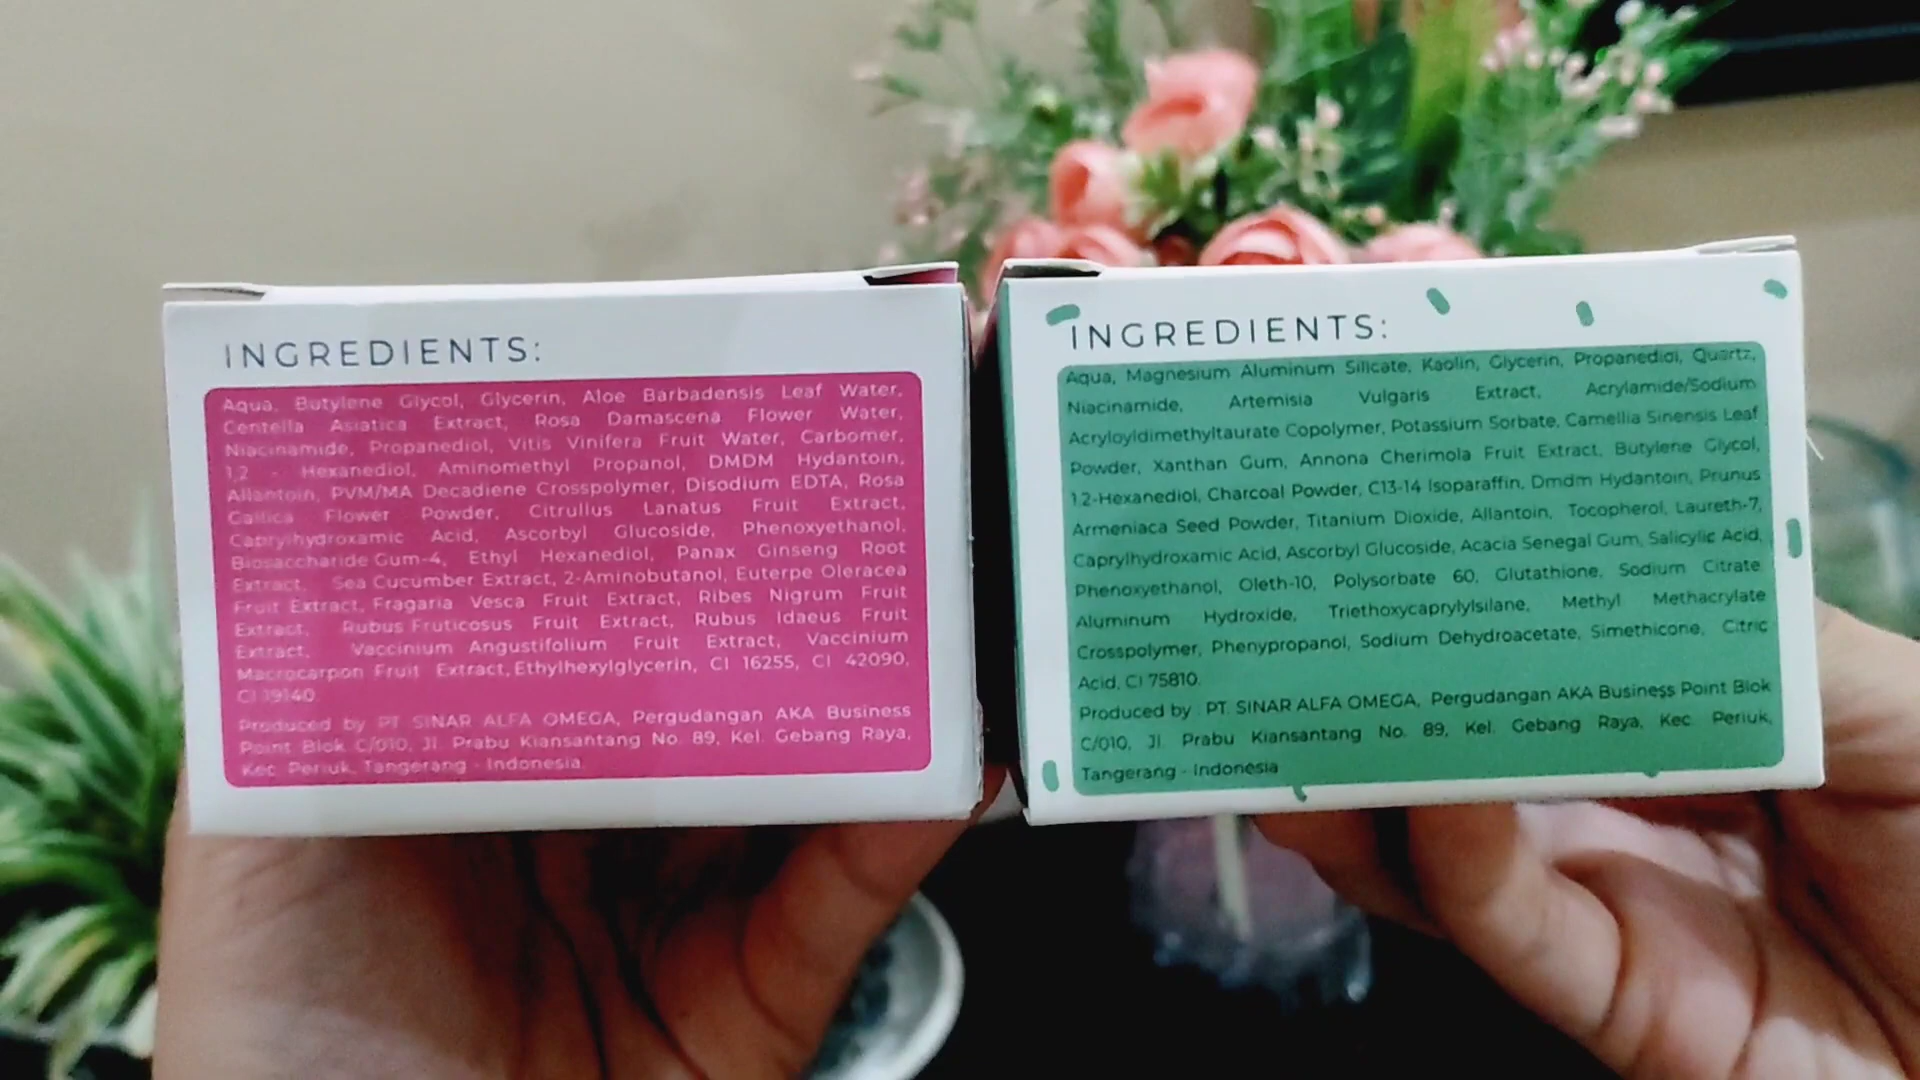 INGREDIENTS:
Aqua, Butylene Glycol, Glycerin, Aloe Barbadensis Leaf Water,
Centella Asiatica Extract, Rosa Damascena Flower Water,
Niacinamide, Propanediol, Vitis Vinifera Fruit Water, Carbomer,
1,2 - Hexanediol, Aminomethyl Propanol, DMDM Hydantoin,
Allantoin, PVM/MA Decadiene Crosspolymer, Disodium EDTA, Rosa
Gallica Flower Powder, Citrullus Lanatus Fruit Extract,
Caprylhydroxamic Acid, Ascorbyl Glucoside, Phenoxyethanol,
Biosaccharide Gum-4, Ethyl Hexanediol, Panax Ginseng Root
Extract, Sea Cucumber Extract, 2-Aminobutanol, Euterpe Oleracea
Fruit Extract, Fragaria Vesca Fruit Extract, Ribes Nigrum Fruit
Extract, Rubus Fruticosus Fruit Extract, Rubus Idaeus Fruit
Extract, Vaccinium Angustifolium Fruit Extract, Vaccinium
Macrocarpon Fruit Extract, Ethylhexylglycerin, CI 16255, CI 42090,
CI 19140.
Produced by PT. SINAR ALFA OMEGA, Pergudangan AKA Business
Point Blok C/010, Jl. Prabu Kiansantang No. 89, Kel. Gebang Raya,
Kec. Periuk, Tangerang - Indonesia.
INGREDIENTS:
Aqua, Magnesium Aluminum Silicate, Kaolin, Glycerin, Propanediol, Quartz,
Niacinamide, Artemisia Vulgaris Extract, Acrylamide/Sodium
Acryloyldimethyltaurate Copolymer, Potassium Sorbate, Camellia Sinensis Leaf
Powder, Xanthan Gum, Annona Cherimola Fruit Extract, Butylene Glycol,
1,2-Hexanediol, Charcoal Powder, C13-14 Isoparaffin, Dmdm Hydantoin, Prunus
Armeniaca Seed Powder, Titanium Dioxide, Allantoin, Tocopherol, Laureth-7,
Caprylhydroxamic Acid, Ascorbyl Glucoside, Acacia Senegal Gum, Salicylic Acid,
Phenoxyethanol, Oleth-10, Polysorbate 60, Glutathione, Sodium Citrate
Aluminum Hydroxide, Triethoxycaprylylsilane, Methyl Methacrylate
Crosspolymer, Phenypropanol, Sodium Dehydroacetate, Simethicone, Citric
Acid, CI 75810.
Produced by : PT. SINAR ALFA OMEGA, Pergudangan AKA Business Point Blok
C/010, Jl. Prabu Kiansantang No. 89, Kel. Gebang Raya, Kec. Periuk,
Tangerang - Indonesia